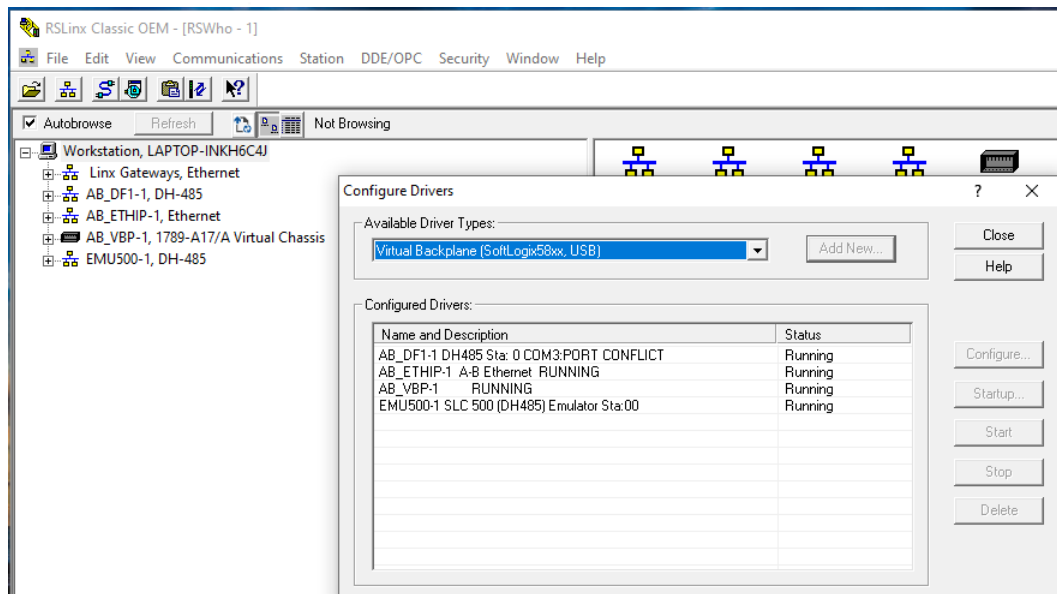 RSLinx Classic OEM - [RSWho - 1]
File Edit View Communications Station DDE/OPC Security Window Help
Autobrowse Refresh Not Browsing
Workstation, LAPTOP-INKH6C4J
Linx Gateways, Ethernet
AB_DF1-1, DH-485
AB_ETHIP-1, Ethernet
AB_VBP-1, 1789-A17/A Virtual Chassis
EMU500-1, DH-485
Configure Drivers
Available Driver Types:
Virtual Backplane (SoftLogix58xx, USB)
Add New...
Close
Help
Configured Drivers:
Name and Description Status
AB_DF1-1 DH485 Sta: 0 COM3:PORT CONFLICT Running
AB_ETHIP-1 A-B Ethernet RUNNING Running
AB_VBP-1 RUNNING Running
EMU500-1 SLC 500 (DH485) Emulator Sta:00 Running
Configure...
Startup...
Start
Stop
Delete